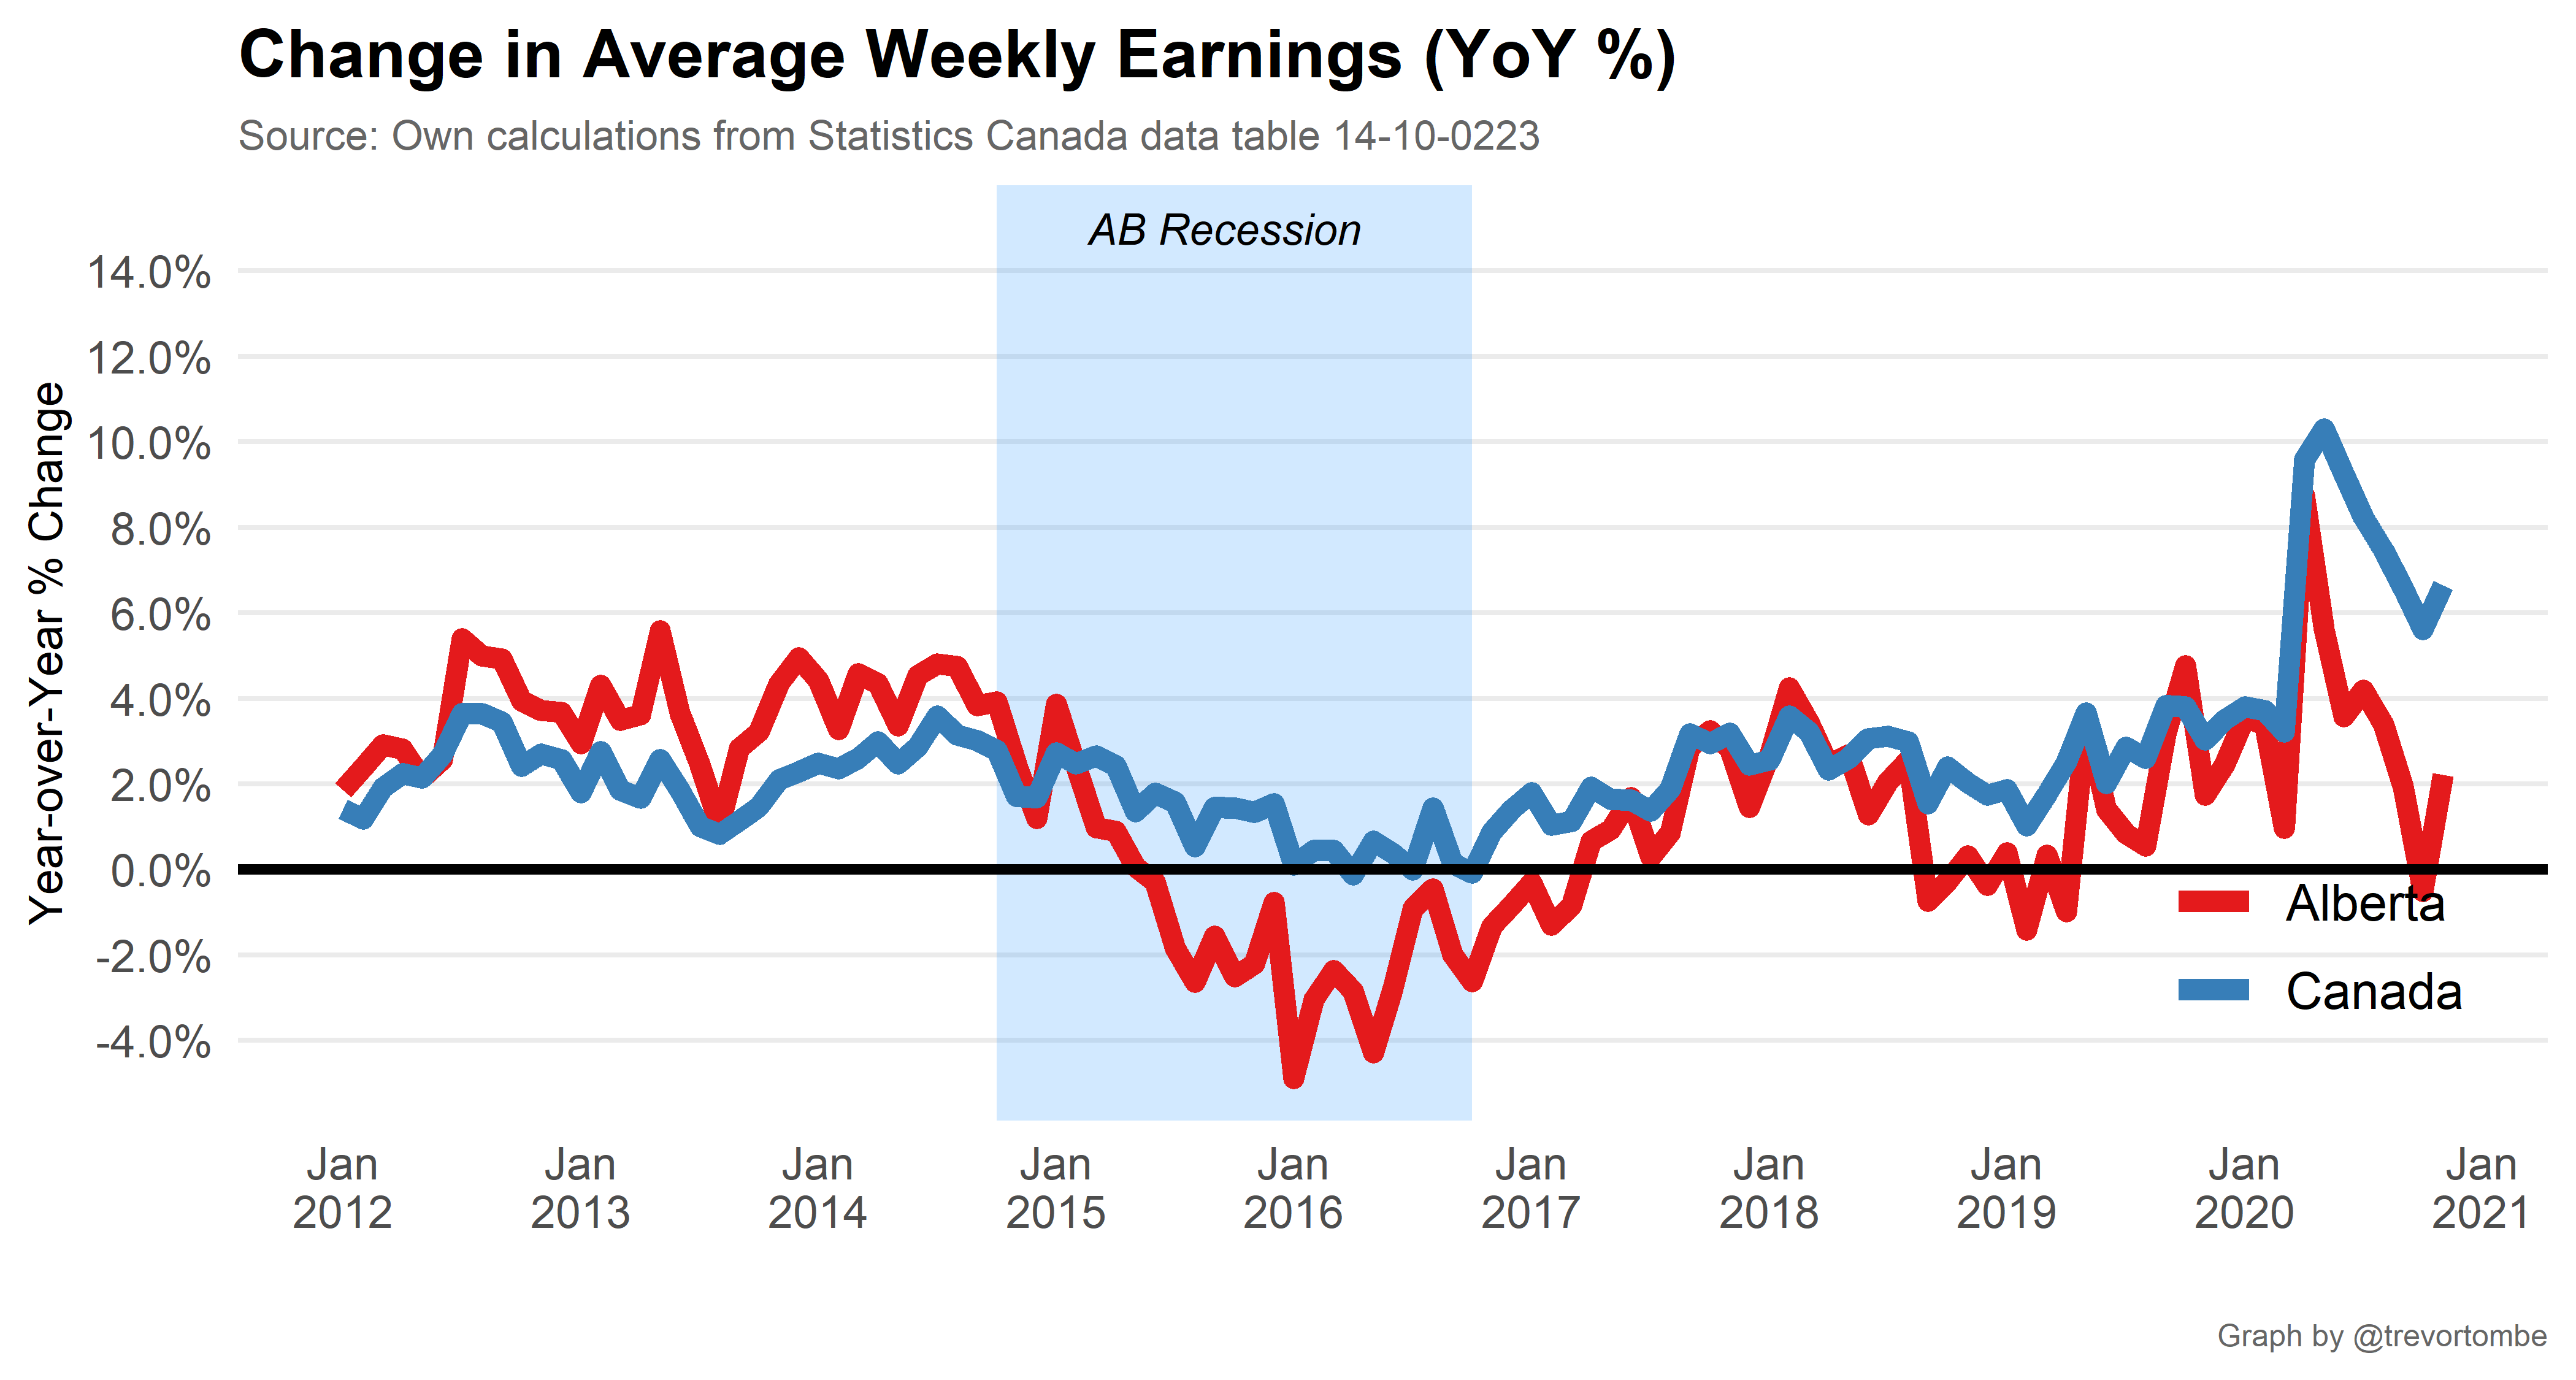 Change in Average Weekly Earnings (YoY %)
Source: Own calculations from Statistics Canada data table 14-10-0223
AB Recession
Year-over-Year % Change
14.0%
12.0%
10.0%
8.0%
6.0%
4.0%
2.0%
0.0%
-2.0%
-4.0%
Alberta
Canada
Jan
2012
Jan
2013
Jan
2014
Jan
2015
Jan
2016
Jan
2017
Jan
2018
Jan
2019
Jan
2020
Jan
2021
Graph by @trevortombe